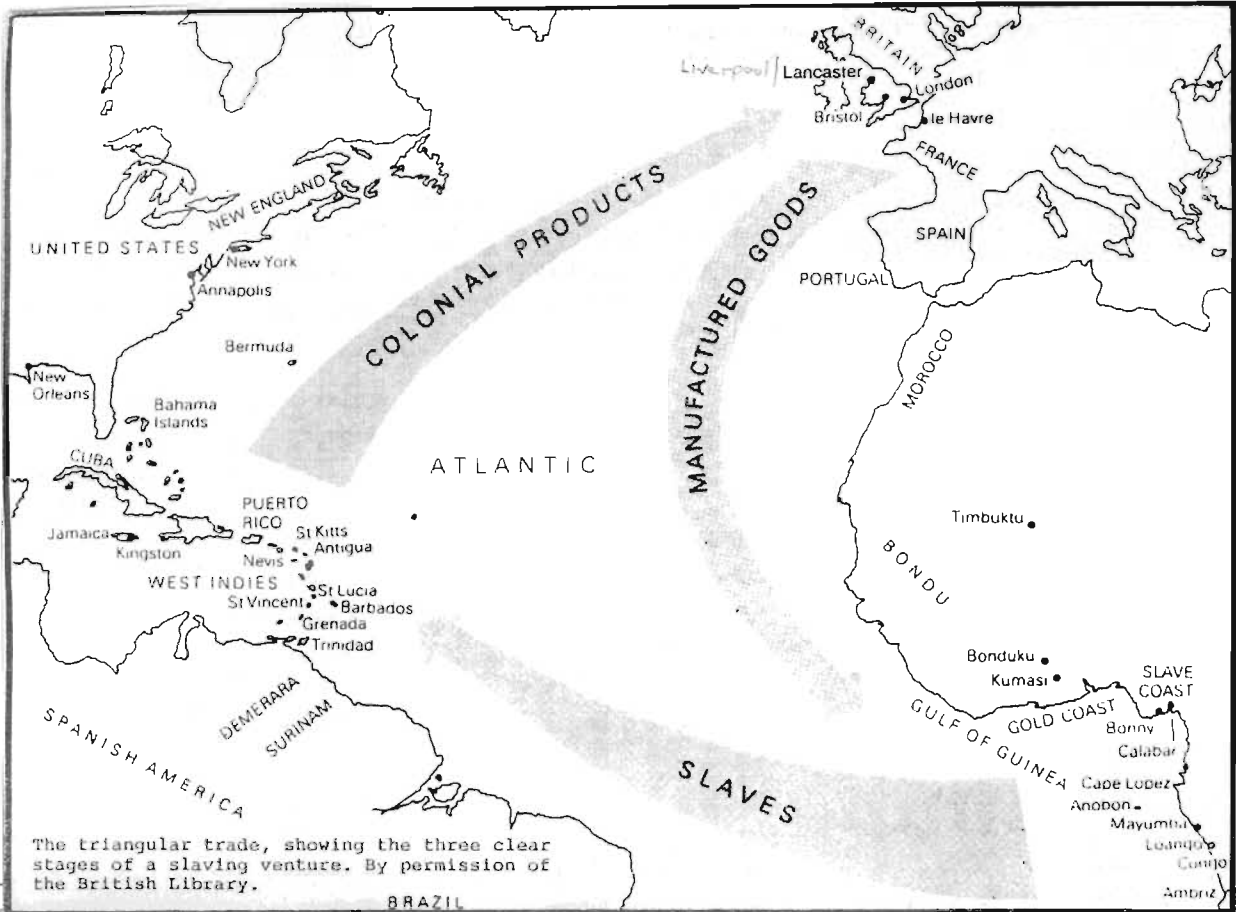 BRITAIN
Liverpool
Lancaster
London
Bristol
le Havre
FRANCE
NEW ENGLAND
UNITED STATES
New York
Annapolis
SPAIN
PORTUGAL
COLONIAL PRODUCTS
MANUFACTURED GOODS
Bermuda
MOROCCO
New
Orleans
Bahama
Islands
CUBA
ATLANTIC
PUERTO
RICO
St Kitts
Antigua
Jamaica
Kingston
Nevis
Timbuktu
WEST INDIES
BONDU
St Lucia
St Vincent
Barbados
Grenada
Trinidad
Bonduku
Kumasi
SLAVE
COAST
DEMERARA
SURINAM
GULF OF GUINEA
GOLD COAST
Bonny
Calabar
SPANISH AMERICA
SLAVES
Cape Lopez
Anobon
Mayumba
Loango
Congo
Ambriz
The triangular trade, showing the three clear
stages of a slaving venture. By permission of
the British Library.
BRAZIL